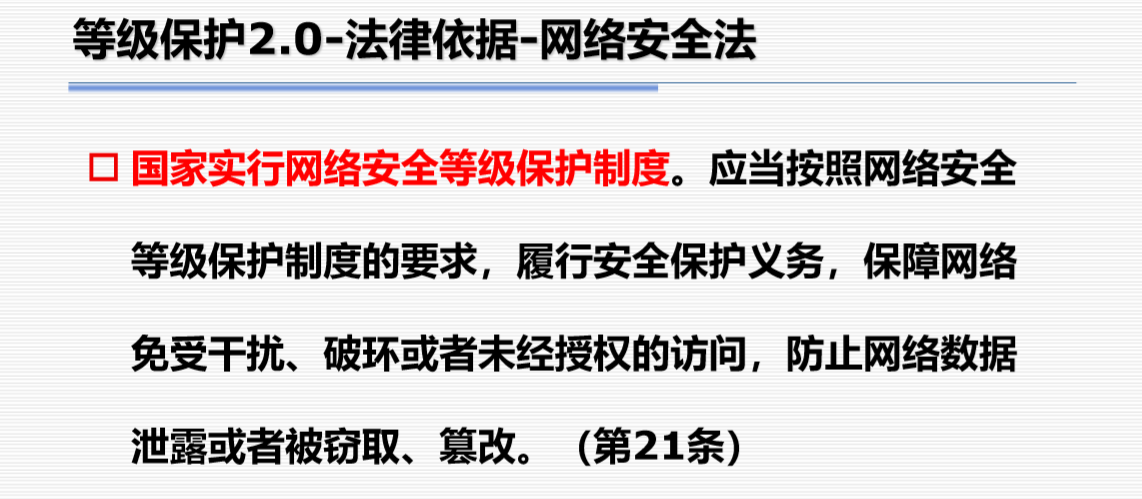 等级保护2.0-法律依据-网络安全法
国家实行网络安全等级保护制度。应当按照网络安全
等级保护制度的要求，履行安全保护义务，保障网络
免受干扰、破环或者未经授权的访问，防止网络数据
泄露或者被窃取、篡改。（第21条）